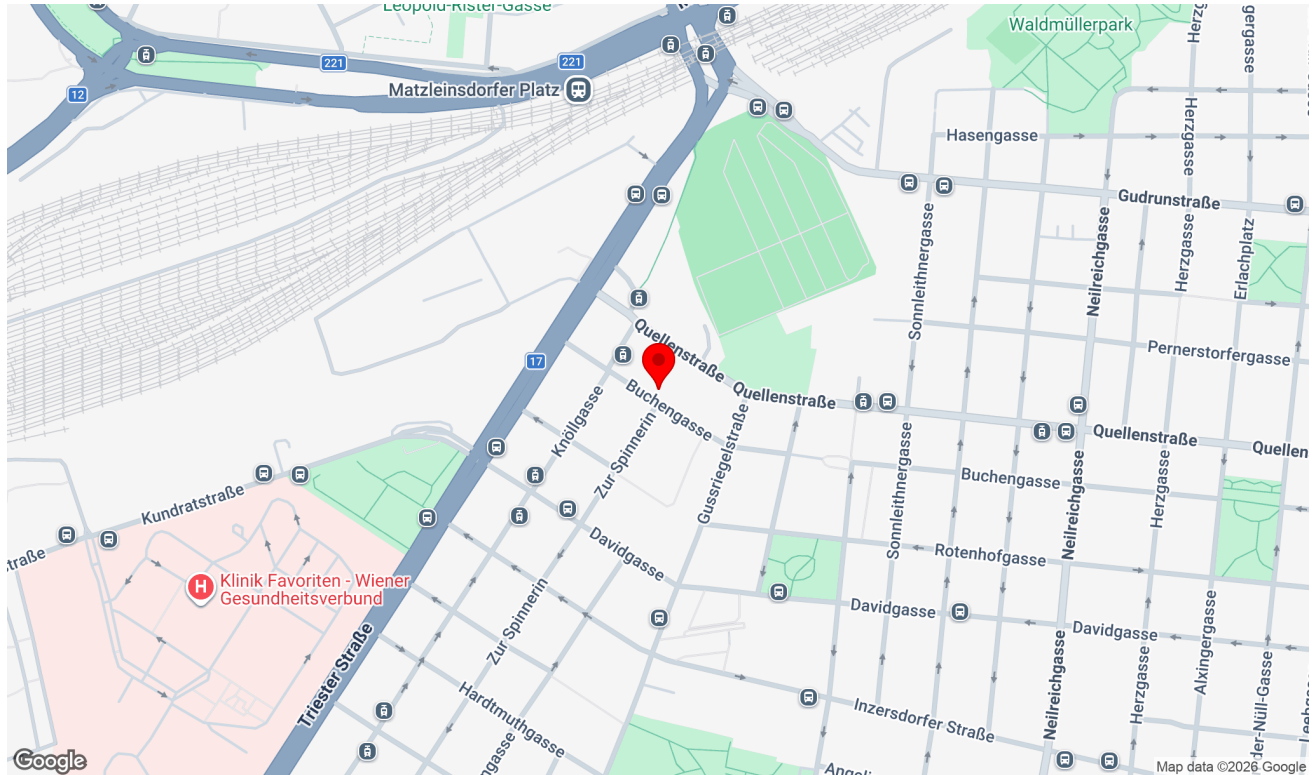 Leopold-Rister-Gasse
Waldmüllerpark
221
221
12
Matzleinsdorfer Platz
Hasengasse
Herzgasse
Gudrunstraße
Sonnleithnergasse
Neilreichgasse
Herzgasse
Erlachplatz
Quellenstraße
17
Pernerstorfergasse
Quellenstraße
Buchengasse
Knöllgasse
Zur Spinnerin
Gussriegelstraße
Quellenstraße
Quellen
Buchengasse
Sonnleithnergasse
Neilreichgasse
Herzgasse
Kundratstraße
straße
Davidgasse
Rotenhofgasse
H
Klinik Favoriten - Wiener
Gesundheitsverbund
Zur Spinnerin
Davidgasse
Davidgasse
Alxingergasse
Triester Straße
Hardtmuthgasse
Inzersdorfer Straße
Neilreichgasse
Herzgasse
der-Nüll-Gasse
ngasse
Google
Map data ©2026 Google